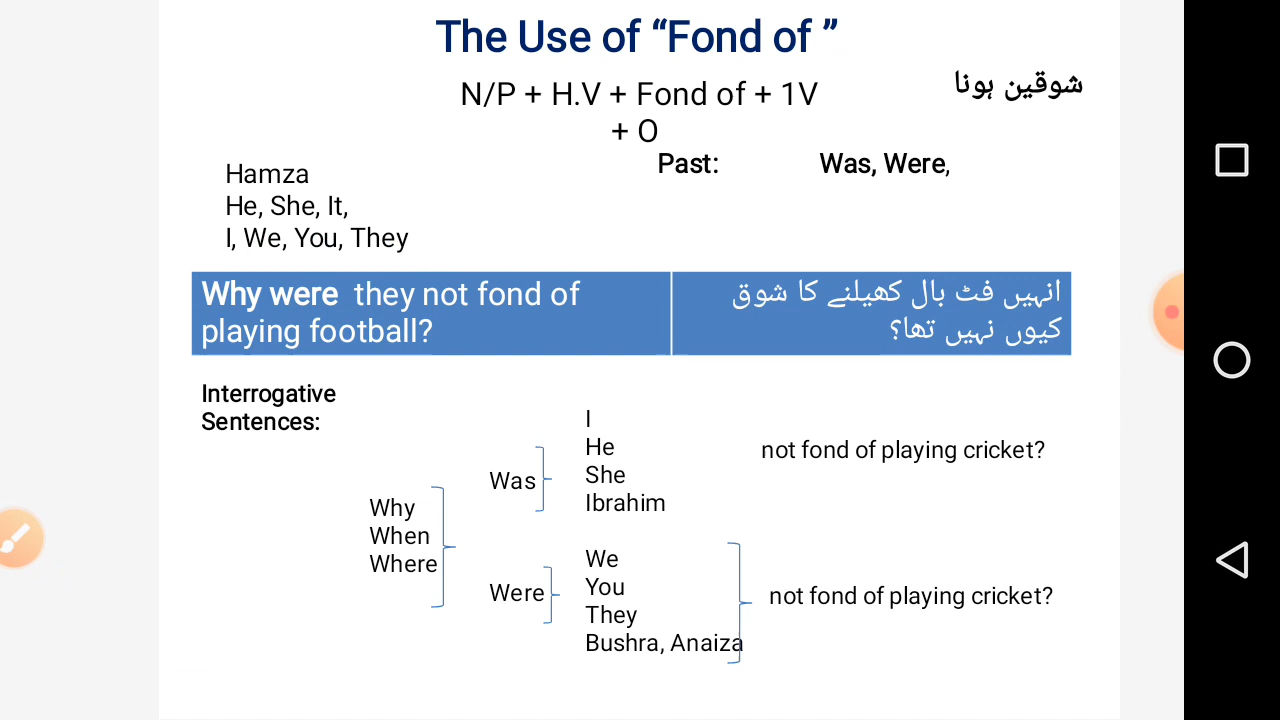 The Use of “Fond of ”
N/P + H.V + Fond of + 1V
+ O
شوقین ہونا
Past: Was, Were,
Hamza
He, She, It,
I, We, You, They
Why were they not fond of
playing football?
انہیں فٹ بال کھیلنے کا شوق
کیوں نہیں تھا؟
Interrogative
Sentences:
Why
When
Where
Was
I
He
She
Ibrahim
not fond of playing cricket?
Were
We
You
They
Bushra, Anaiza
not fond of playing cricket?